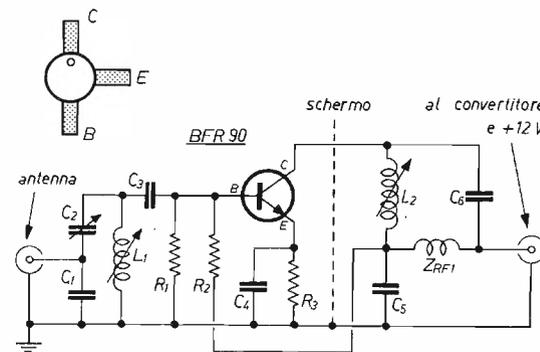 C
E
B
BFR 90
schermo
al convertitore
e +12 V
antenna
C
B
E
C3
C2
L1
C1
R1
R2
C4
R3
L2
C6
ZRF1
C5